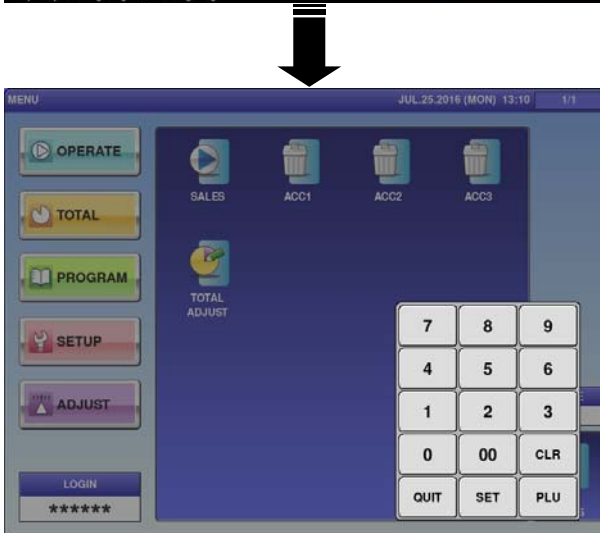 MENU JUL.25.2016 (MON) 13:10 1/1
OPERATE
TOTAL
PROGRAM
SETUP
ADJUST
LOGIN
******
SALES ACC1 ACC2 ACC3
TOTAL
ADJUST
7 8 9
4 5 6
1 2 3
0 00 CLR
QUIT SET PLU